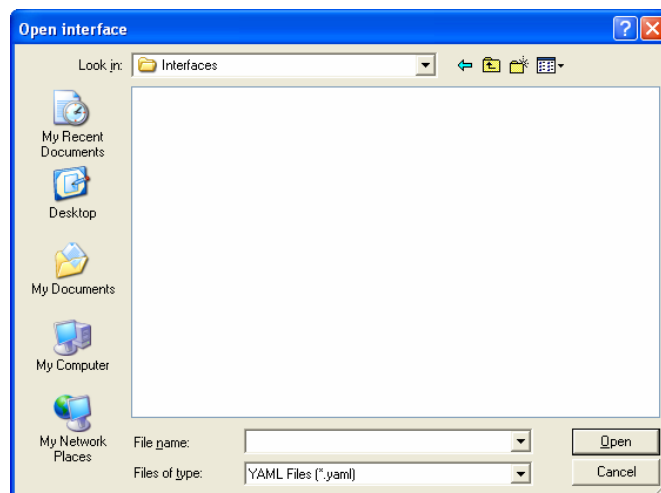 Open interface
Look in:
Interfaces
My Recent
Documents
Desktop
My Documents
My Computer
My Network
Places
File name:
Open
Files of type:
YAML Files (*.yaml)
Cancel